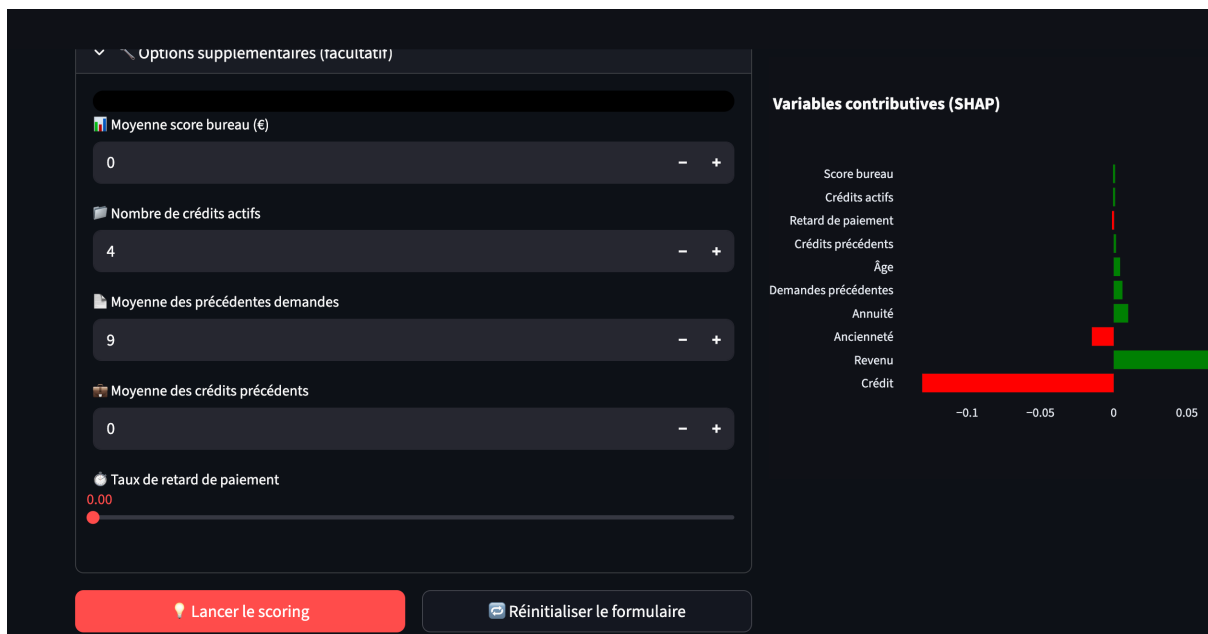 Options supplémentaires (facultatif)
Moyenne score bureau (€)
0
Nombre de crédits actifs
4
Moyenne des précédentes demandes
9
Moyenne des crédits précédents
0
Taux de retard de paiement
0.00
Lancer le scoring
Réinitialiser le formulaire
Variables contributives (SHAP)
Score bureau
Crédits actifs
Retard de paiement
Crédits précédents
Âge
Demandes précédentes
Annuité
Ancienneté
Revenu
Crédit
−0.1 −0.05 0 0.05